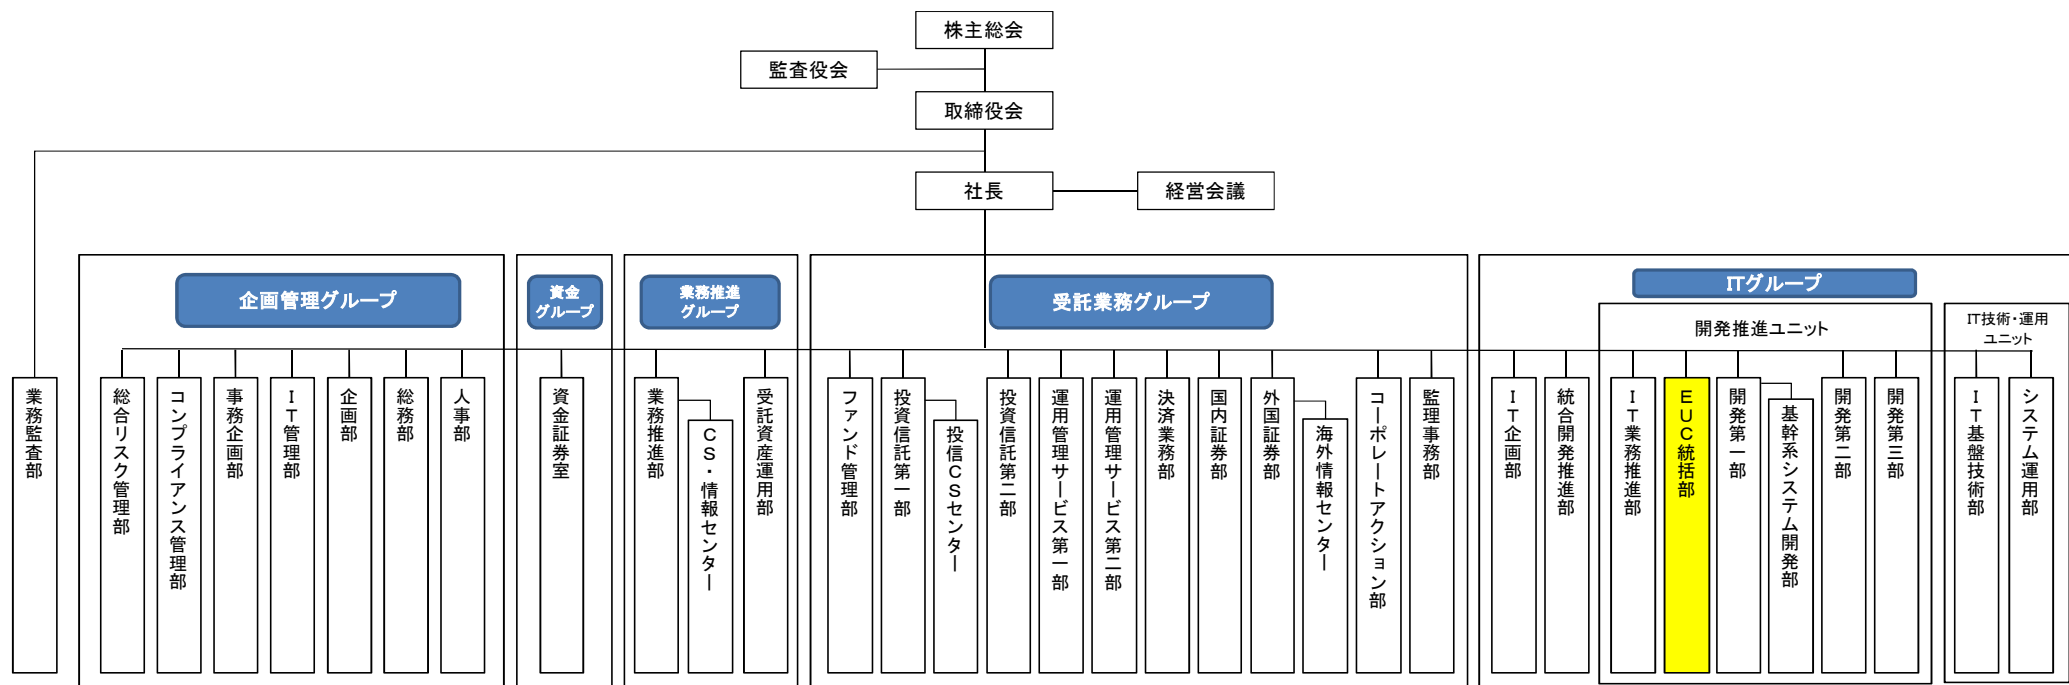 株主総会
監査役会
取締役会
社長
経営会議
企画管理グループ
資金
グループ
業務推進
グループ
受託業務グループ
ITグループ
開発推進ユニット
IT技術・運用
ユニット
業務監査部
総合リスク管理部
コンプライアンス管理部
事務企画部
IT管理部
企画部
総務部
人事部
資金証券室
業務推進部
CS・情報センター
受託資産運用部
ファンド管理部
投資信託第一部
投信CSセンター
投資信託第二部
運用管理サービス第一部
運用管理サービス第二部
決済業務部
国内証券部
外国証券部
海外情報センター
コーポレートアクション部
監理事務部
IT企画部
統合開発推進部
IT業務推進部
EUC統括部
開発第一部
基幹系システム開発部
開発第二部
開発第三部
IT基盤技術部
システム運用部